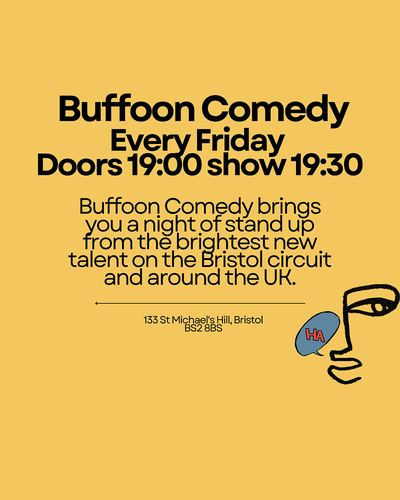 Buffoon Comedy
Every Friday
Doors 19:00 show 19:30
Buffoon Comedy brings
you a night of stand up
from the brightest new
talent on the Bristol circuit
and around the UK.
133 St Michael's Hill, Bristol
BS2 8BS
HA